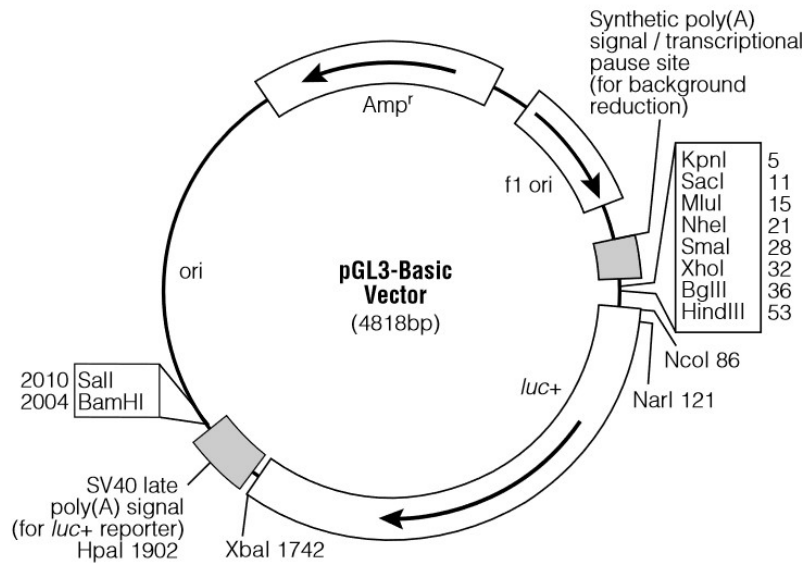 Synthetic poly(A)
signal / transcriptional
pause site
(for background
reduction)
Ampʳ
f1 ori
KpnI 5
SacI 11
MluI 15
NheI 21
SmaI 28
XhoI 32
BglII 36
HindIII 53
ori
pGL3-Basic
Vector
(4818bp)
NcoI 86
NarI 121
luc+
2010 SalI
2004 BamHI
SV40 late
poly(A) signal
(for luc+ reporter)
HpaI 1902
XbaI 1742